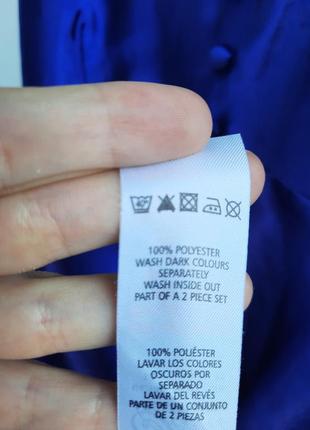 100% POLYESTER
WASH DARK COLOURS
SEPARATELY
WASH INSIDE OUT
PART OF A 2 PIECE SET
100% POLIÉSTER
LAVAR LOS COLORES
OSCUROS POR
SEPARADO
LAVAR DEL REVÉS
PARTE DE UN CONJUNTO
DE 2 PIEZAS